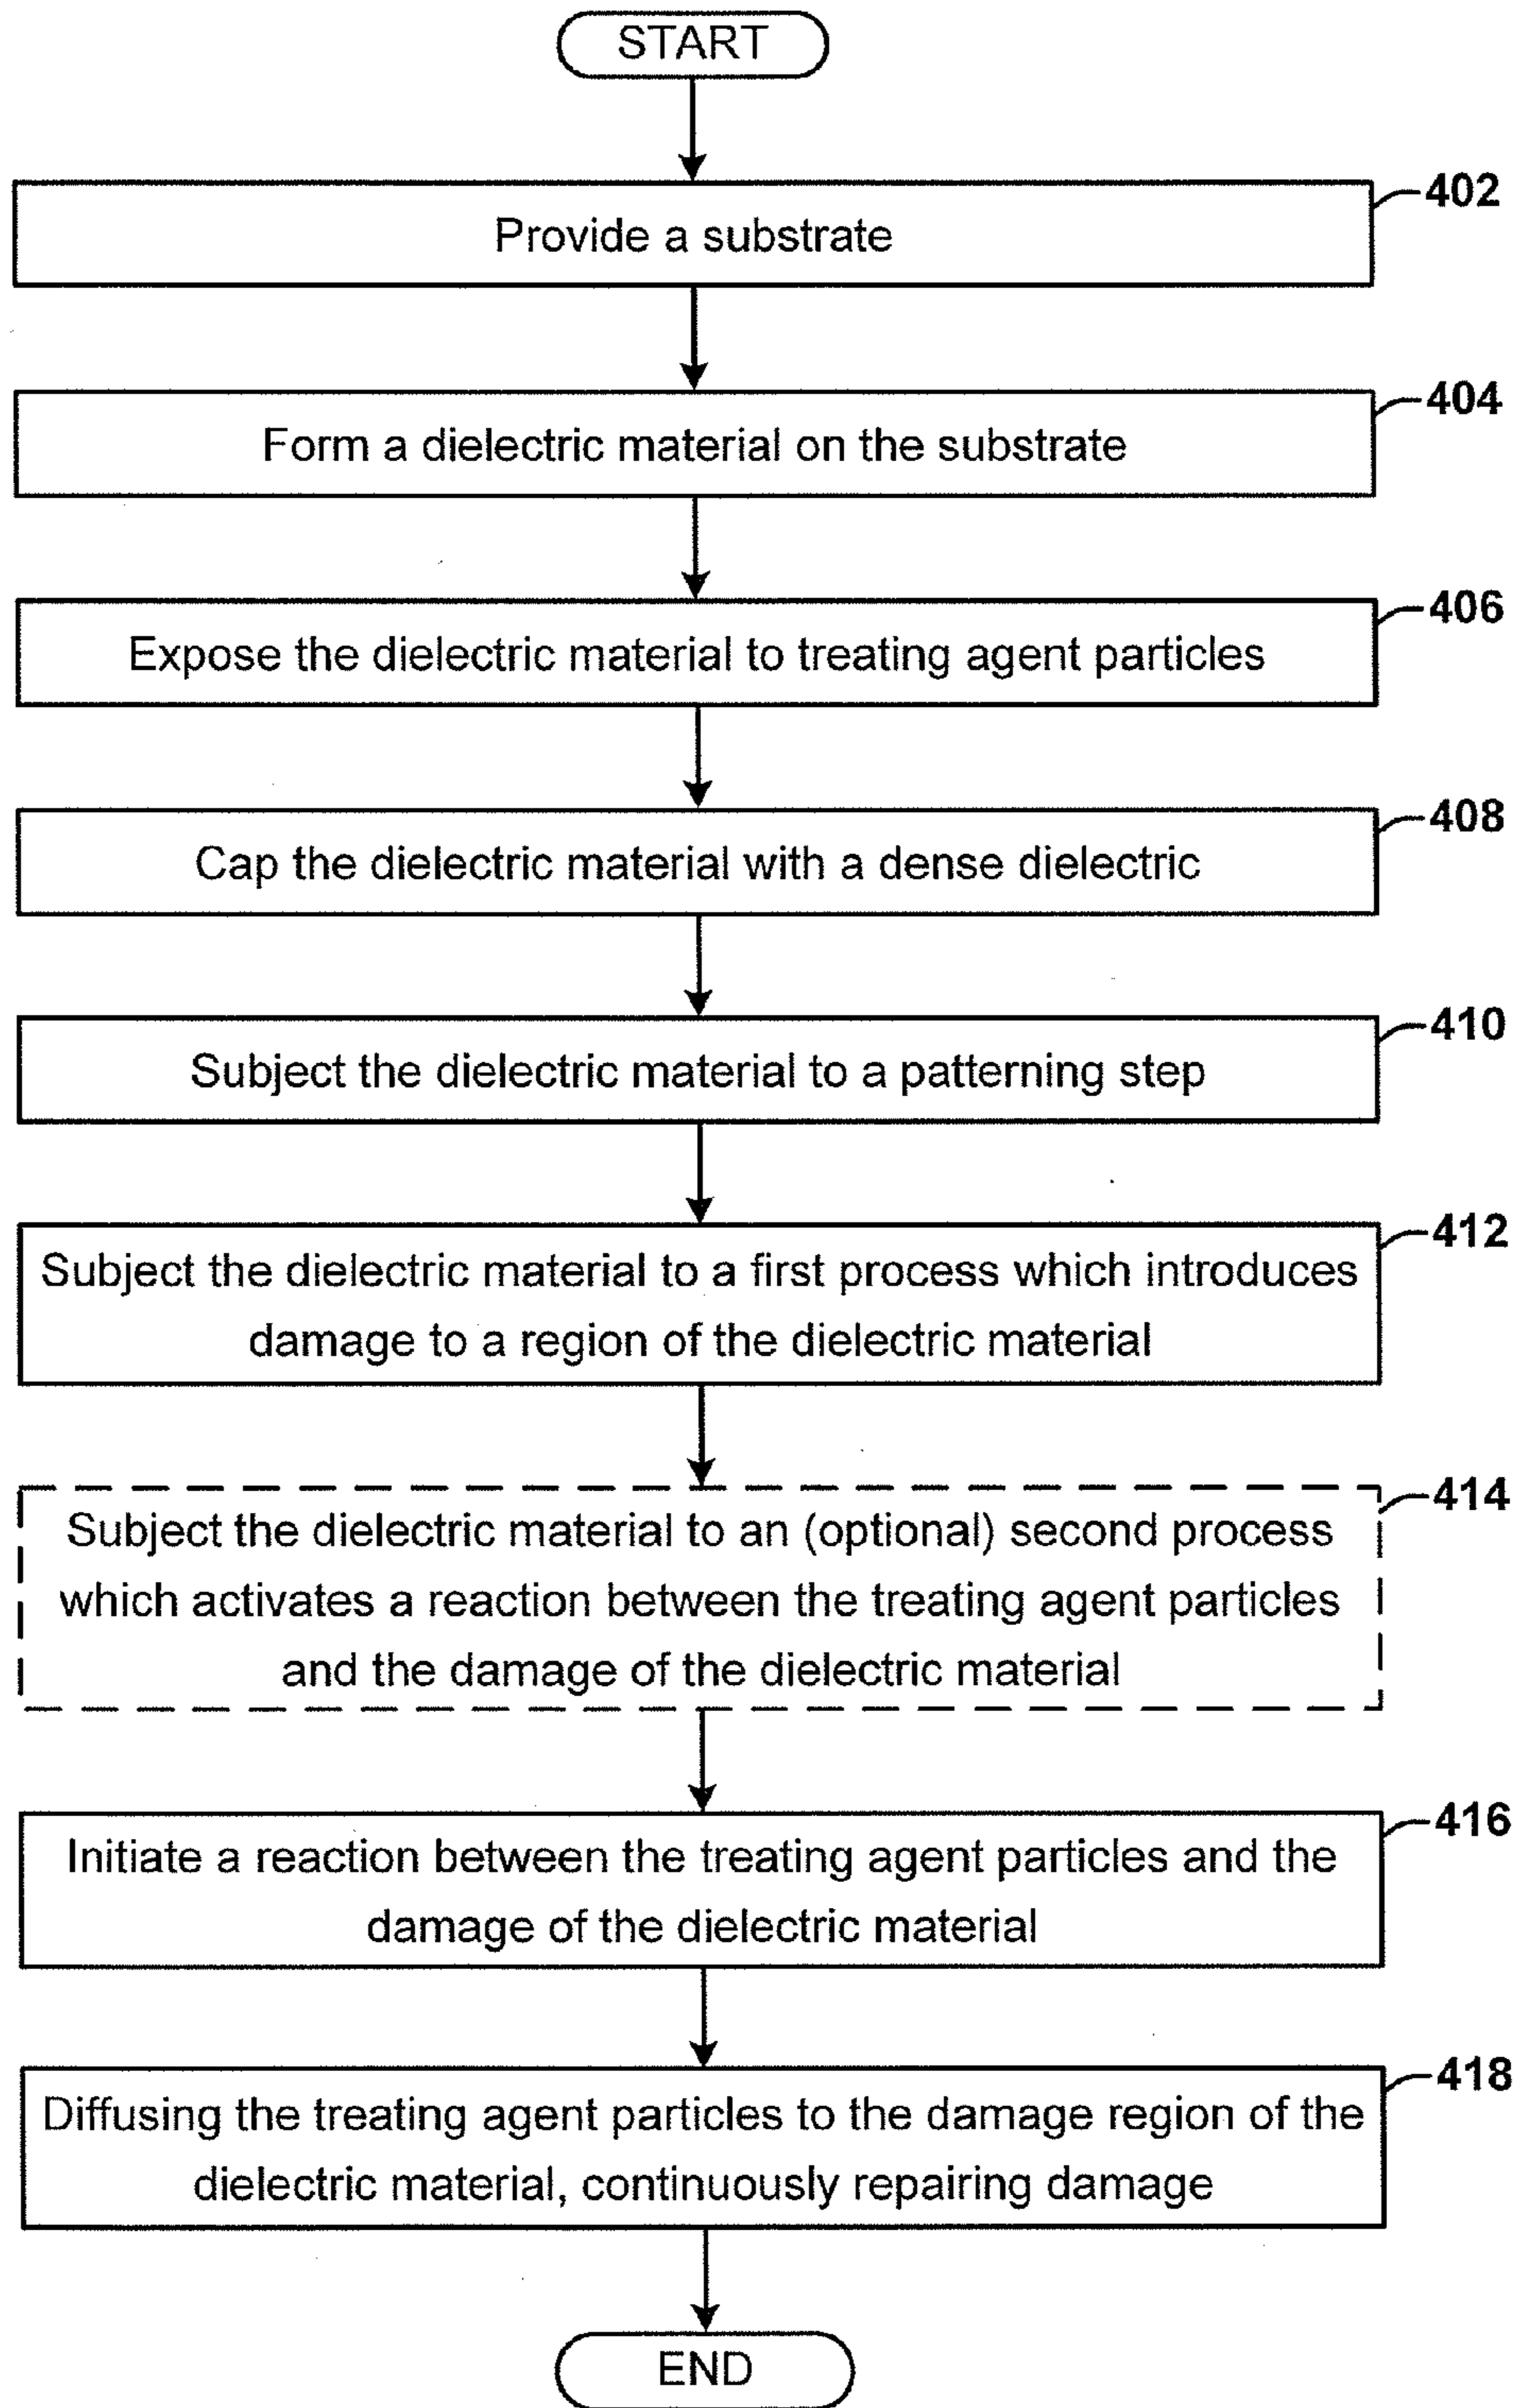 START
402
Provide a substrate
404
Form a dielectric material on the substrate
406
Expose the dielectric material to treating agent particles
408
Cap the dielectric material with a dense dielectric
410
Subject the dielectric material to a patterning step
412
Subject the dielectric material to a first process which introduces
damage to a region of the dielectric material
414
Subject the dielectric material to an (optional) second process
which activates a reaction between the treating agent particles
and the damage of the dielectric material
416
Initiate a reaction between the treating agent particles and the
damage of the dielectric material
418
Diffusing the treating agent particles to the damage region of the
dielectric material, continuously repairing damage
END